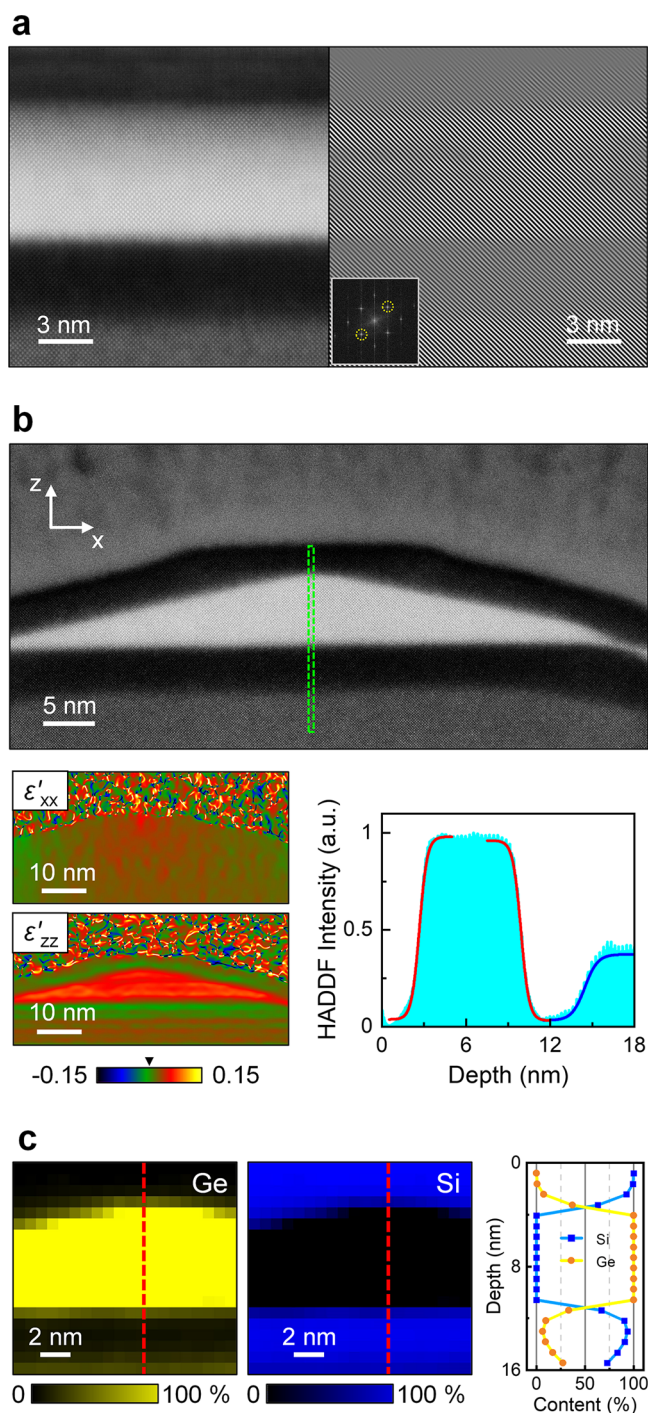 a
3 nm
3 nm
b
z
x
5 nm
ε′xx
10 nm
ε′zz
10 nm
-0.15
0.15
HADDF Intensity (a.u.)
1
0.5
0
0
6
12
18
Depth (nm)
c
Ge
2 nm
0
100 %
Si
2 nm
0
100 %
Depth (nm)
0
8
16
Si
Ge
0
50
100
Content (%)